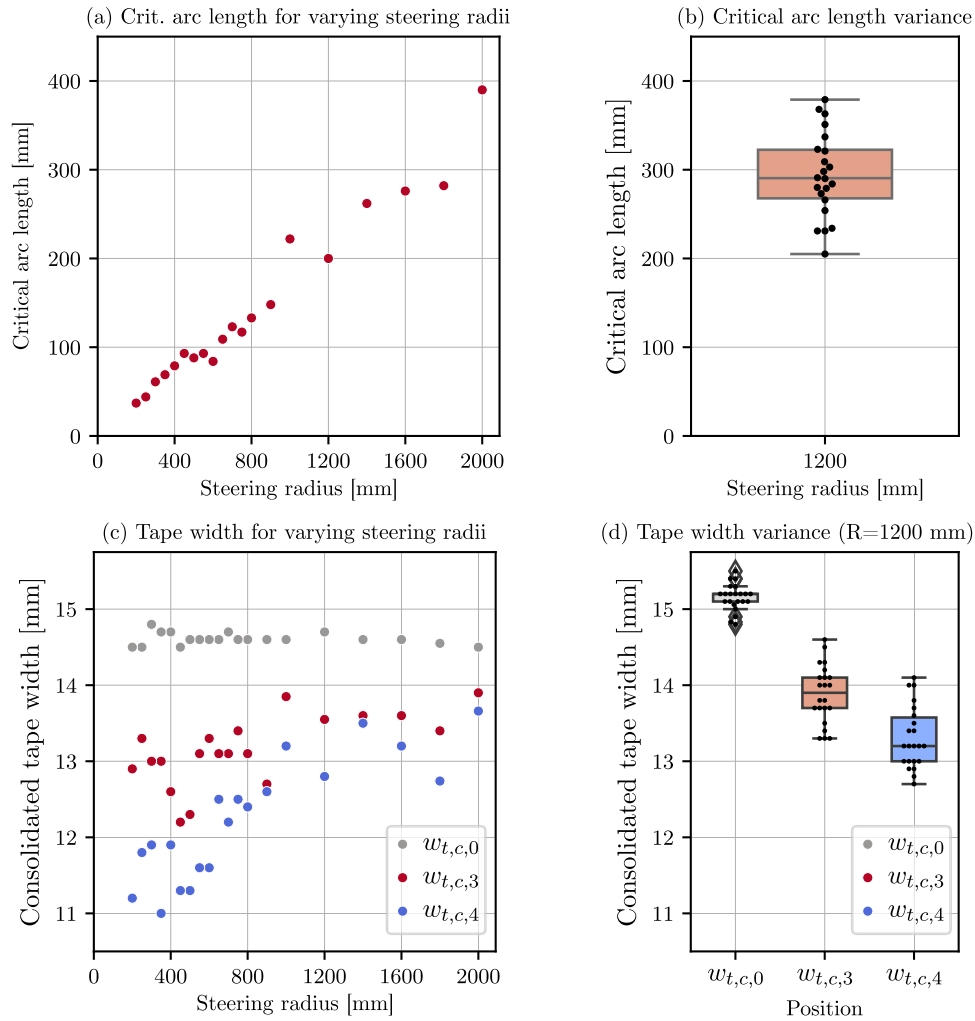 (a) Crit. arc length for varying steering radii
Critical arc length [mm]
400
300
200
100
0
0 400 800 1200 1600 2000
Steering radius [mm]
(b) Critical arc length variance
Critical arc length [mm]
400
300
200
100
0
1200
Steering radius [mm]
(c) Tape width for varying steering radii
Consolidated tape width [mm]
15
14
13
12
11
w_{t,c,0}
w_{t,c,3}
w_{t,c,4}
0 400 800 1200 1600 2000
Steering radius [mm]
(d) Tape width variance (R=1200 mm)
Consolidated tape width [mm]
15
14
13
12
11
w_{t,c,0}
w_{t,c,3}
w_{t,c,4}
w_{t,c,0} w_{t,c,3} w_{t,c,4}
Position